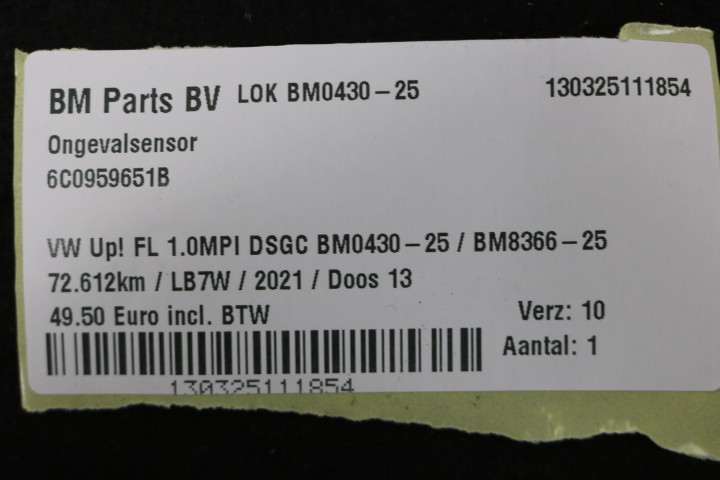 BM Parts BV LOK BM0430-25 130325111854
Ongevalsensor
6C0959651B
VW Up! FL 1.0MPI DSGC BM0430-25 / BM8366-25
72.612km / LB7W / 2021 / Doos 13
49.50 Euro incl. BTW Verz: 10
Aantal: 1
130325111854